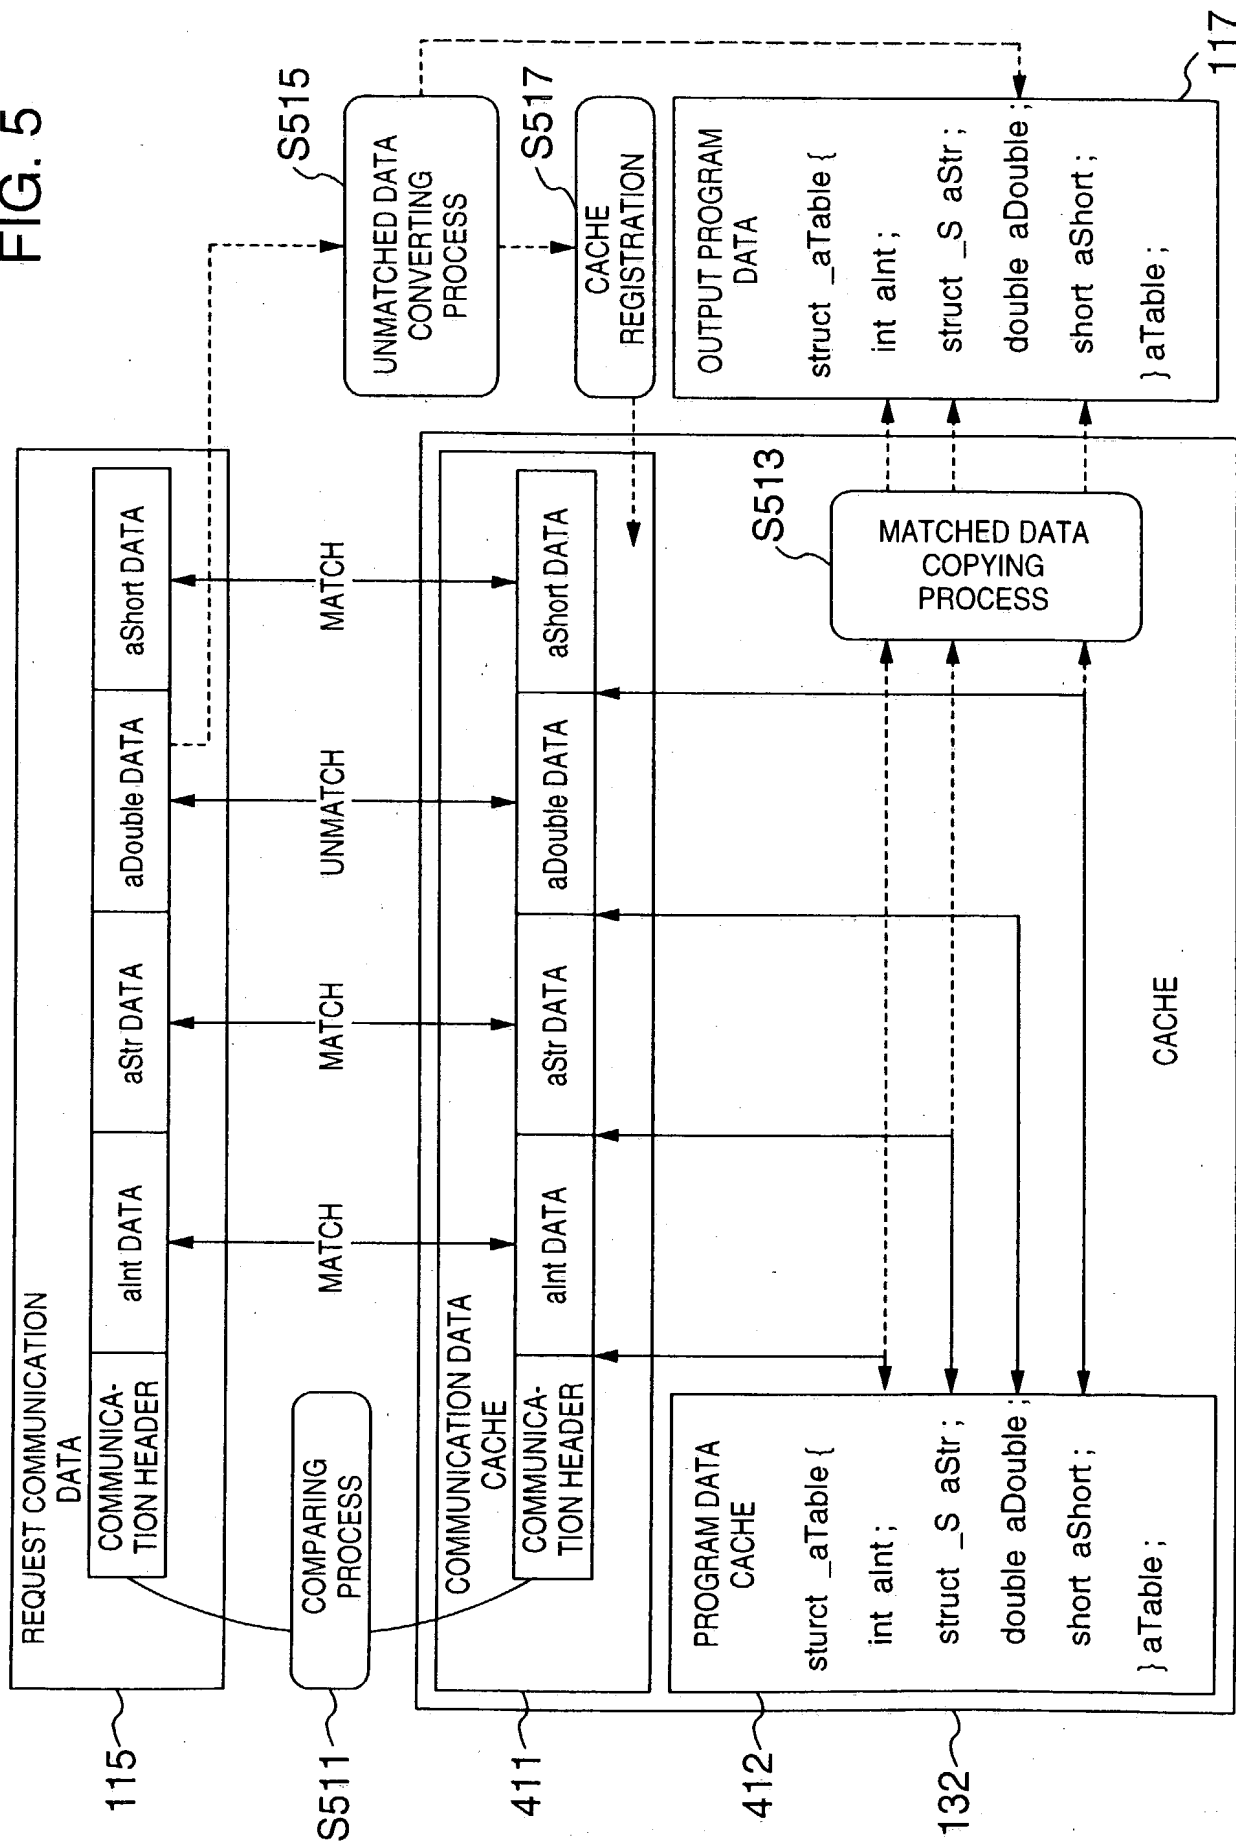 FIG. 5
REQUEST COMMUNICATION
DATA
COMMUNICA-
TION HEADER
aInt DATA
aStr DATA
aDouble DATA
aShort DATA
115
S511
COMPARING
PROCESS
MATCH
MATCH
UNMATCH
MATCH
UNMATCHED DATA
CONVERTING
PROCESS
S515
CACHE
REGISTRATION
S517
COMMUNICATION DATA
CACHE
COMMUNICA-
TION HEADER
aInt DATA
aStr DATA
aDouble DATA
aShort DATA
411
PROGRAM DATA
CACHE
sturct _aTable {
int aInt ;
struct _S aStr ;
double aDouble ;
short aShort ;
} aTable ;
412
132
MATCHED DATA
COPYING
PROCESS
S513
CACHE
OUTPUT PROGRAM
DATA
struct _aTable {
int aInt ;
struct _S aStr ;
double aDouble ;
short aShort ;
} aTable ;
117